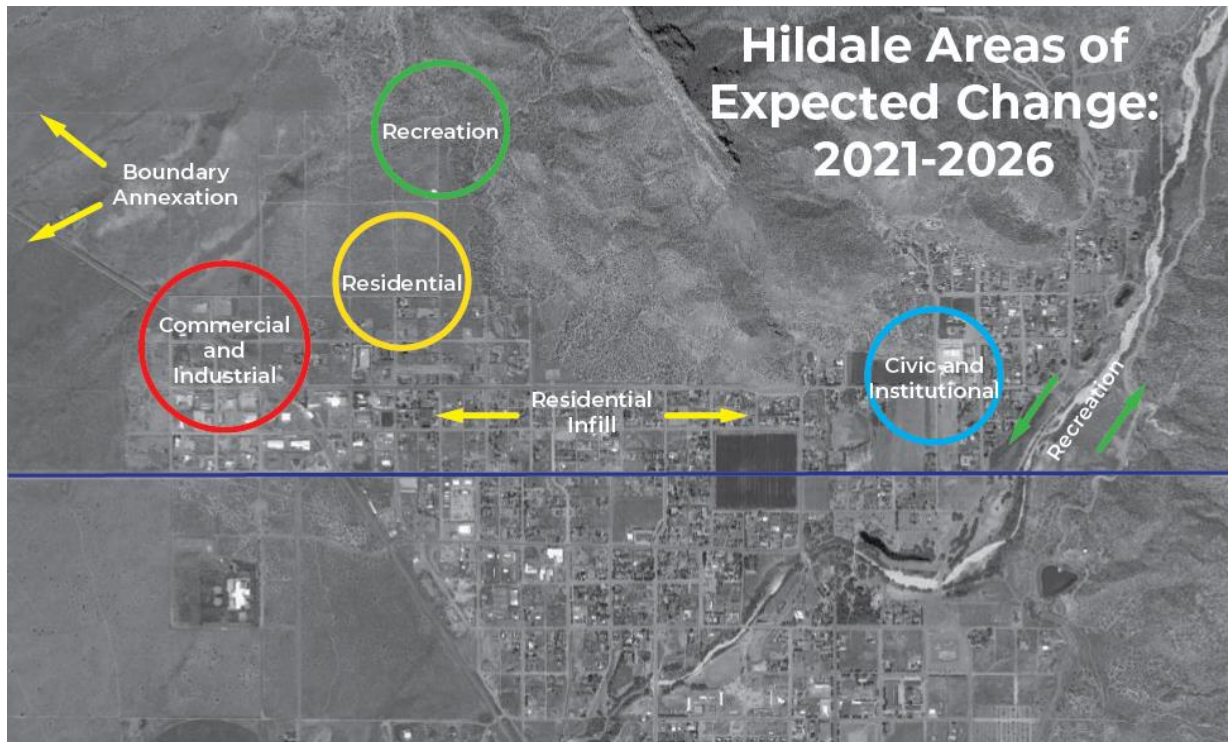 Hildale Areas of
Expected Change:
2021-2026
Recreation
Boundary
Annexation
Residential
Commercial
and
Industrial
Residential
Infill
Civic and
Institutional
Recreation